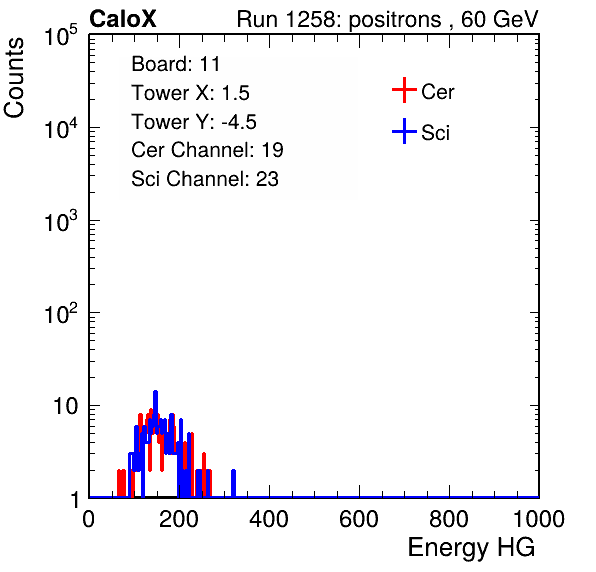 CaloX Run 1258: positrons , 60 GeV
Counts
10^5
10^4
10^3
10^2
10
1
Board: 11
Tower X: 1.5
Tower Y: -4.5
Cer Channel: 19
Sci Channel: 23
Cer
Sci
0 200 400 600 800 1000
Energy HG